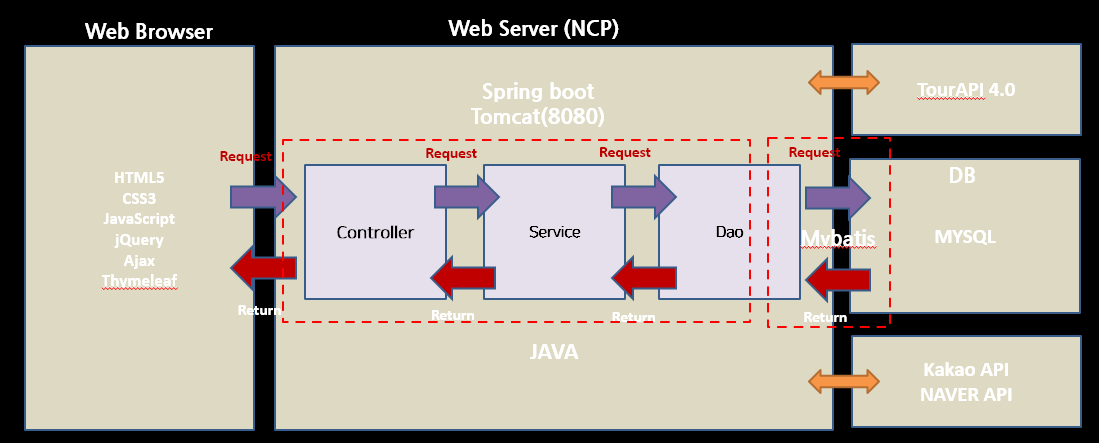 Web Browser
Web Server (NCP)
Spring boot
Tomcat(8080)
TourAPI 4.0
Request
Request
Request
Request
HTML5
CSS3
JavaScript
jQuery
Ajax
Thymeleaf
Controller
Service
Dao
Mybatis
DB
MYSQL
Return
Return
Return
Return
JAVA
Kakao API
NAVER API